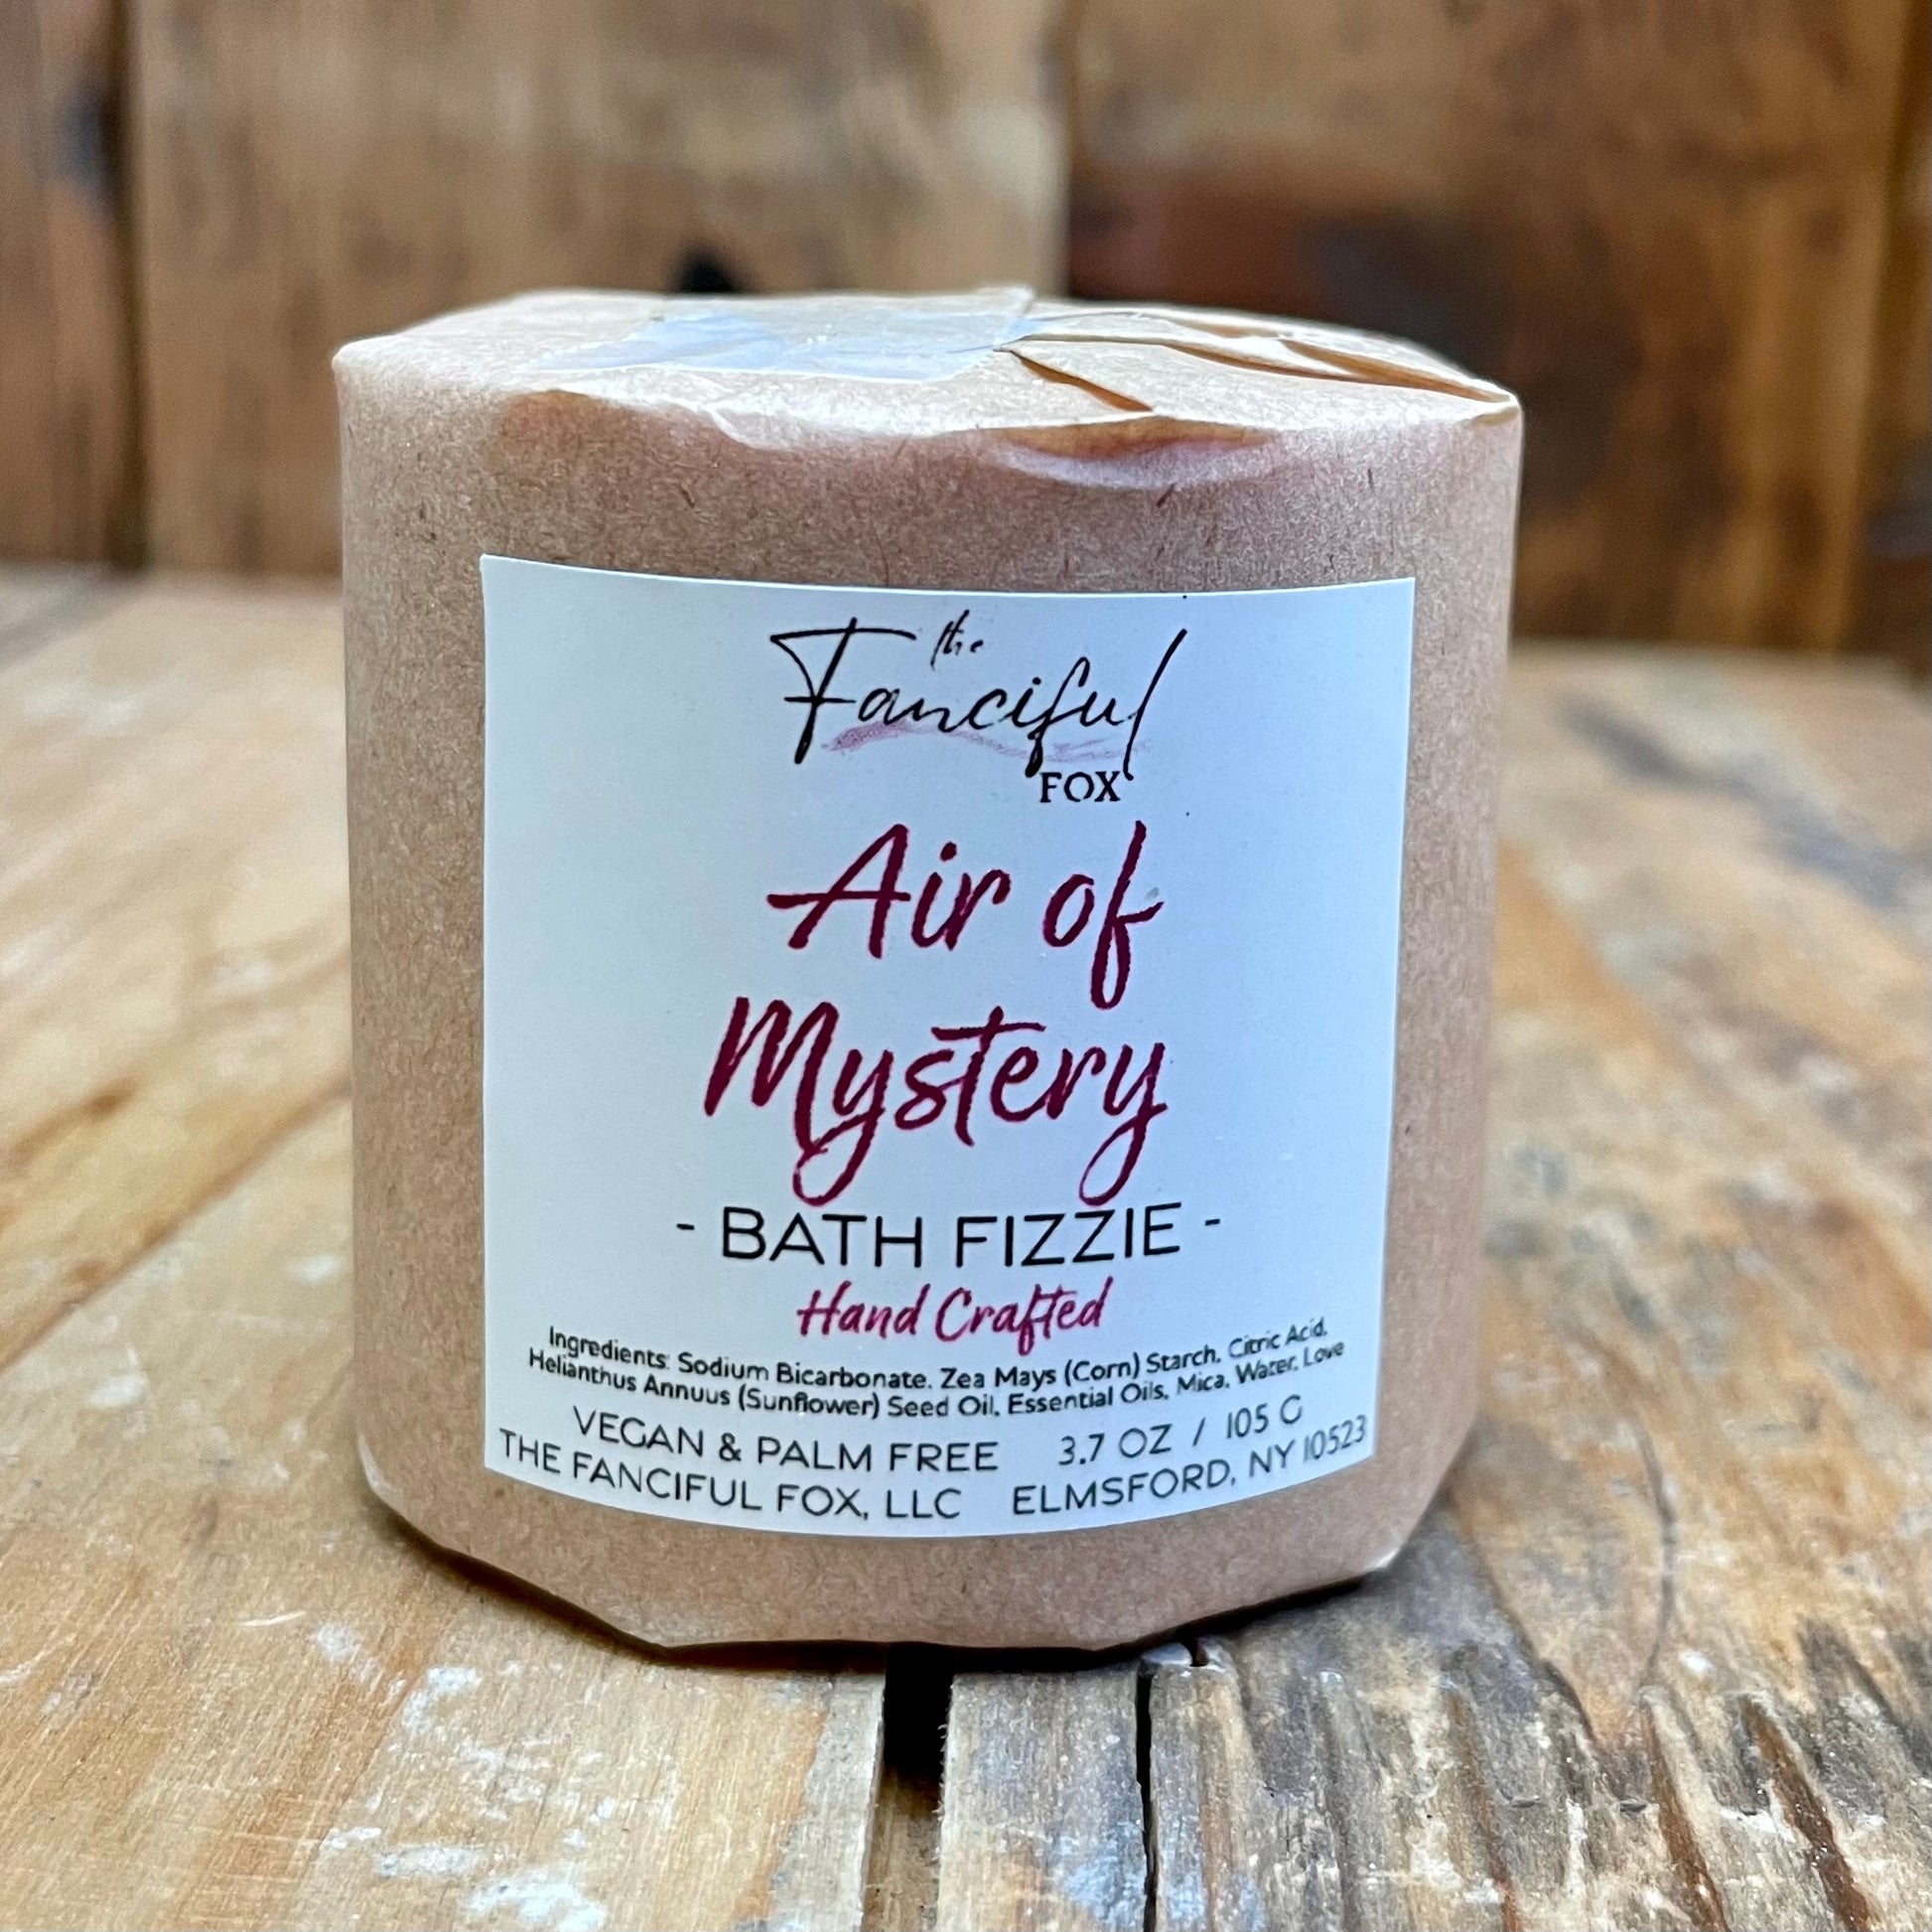 the
Fanciful
FOX
Air of
Mystery
- BATH FIZZIE -
Hand Crafted
Ingredients: Sodium Bicarbonate, Zea Mays (Corn) Starch, Citric Acid,
Helianthus Annuus (Sunflower) Seed Oil, Essential Oils, Mica, Water, Love
VEGAN & PALM FREE 3.7 OZ / 105 G
THE FANCIFUL FOX, LLC ELMSFORD, NY 10523